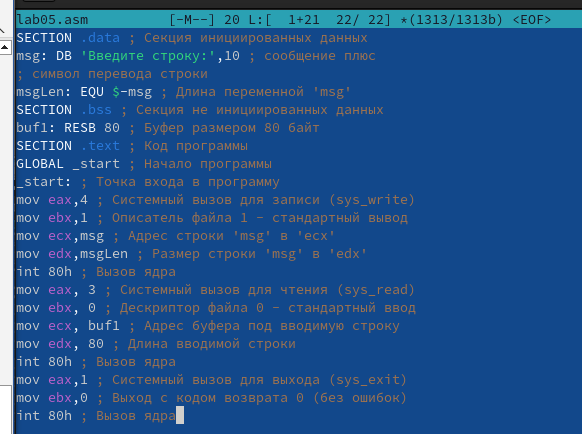 lab05.asm [-M--] 20 L:[ 1+21 22/ 22] *(1313/1313b) <EOF>
SECTION .data ; Секция инициированных данных
msg: DB 'Введите строку:',10 ; сообщение плюс
; символ перевода строки
msgLen: EQU $-msg ; Длина переменной 'msg'
SECTION .bss ; Секция не инициированных данных
buf1: RESB 80 ; Буфер размером 80 байт
SECTION .text ; Код программы
GLOBAL _start ; Начало программы
_start: ; Точка входа в программу
mov eax,4 ; Системный вызов для записи (sys_write)
mov ebx,1 ; Описатель файла 1 - стандартный вывод
mov ecx,msg ; Адрес строки 'msg' в 'ecx'
mov edx,msgLen ; Размер строки 'msg' в 'edx'
int 80h ; Вызов ядра
mov eax, 3 ; Системный вызов для чтения (sys_read)
mov ebx, 0 ; Дескриптор файла 0 - стандартный ввод
mov ecx, buf1 ; Адрес буфера под вводимую строку
mov edx, 80 ; Длина вводимой строки
int 80h ; Вызов ядра
mov eax,1 ; Системный вызов для выхода (sys_exit)
mov ebx,0 ; Выход с кодом возврата 0 (без ошибок)
int 80h ; Вызов ядра